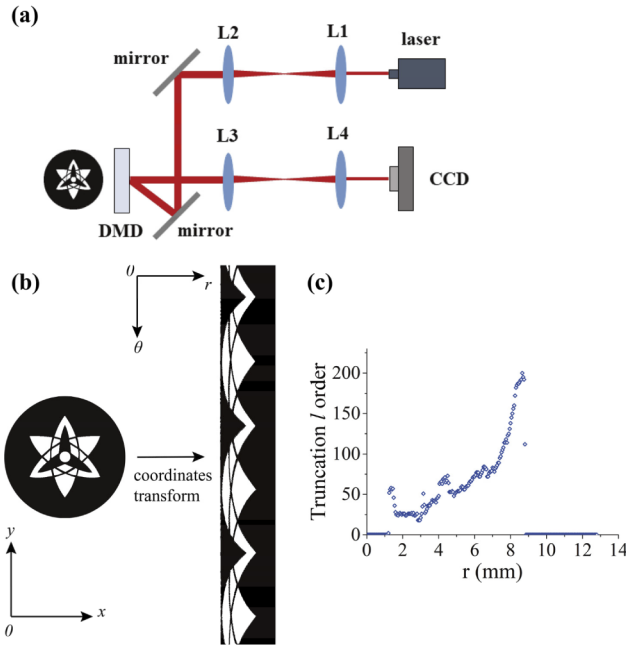 (a)
L2
L1
laser
mirror
L3
L4
CCD
DMD
mirror
(b)
0
r
θ
coordinates
transform
y
0
x
(c)
Truncation l order
200
150
100
50
0
0 2 4 6 8 10 12 14
r (mm)